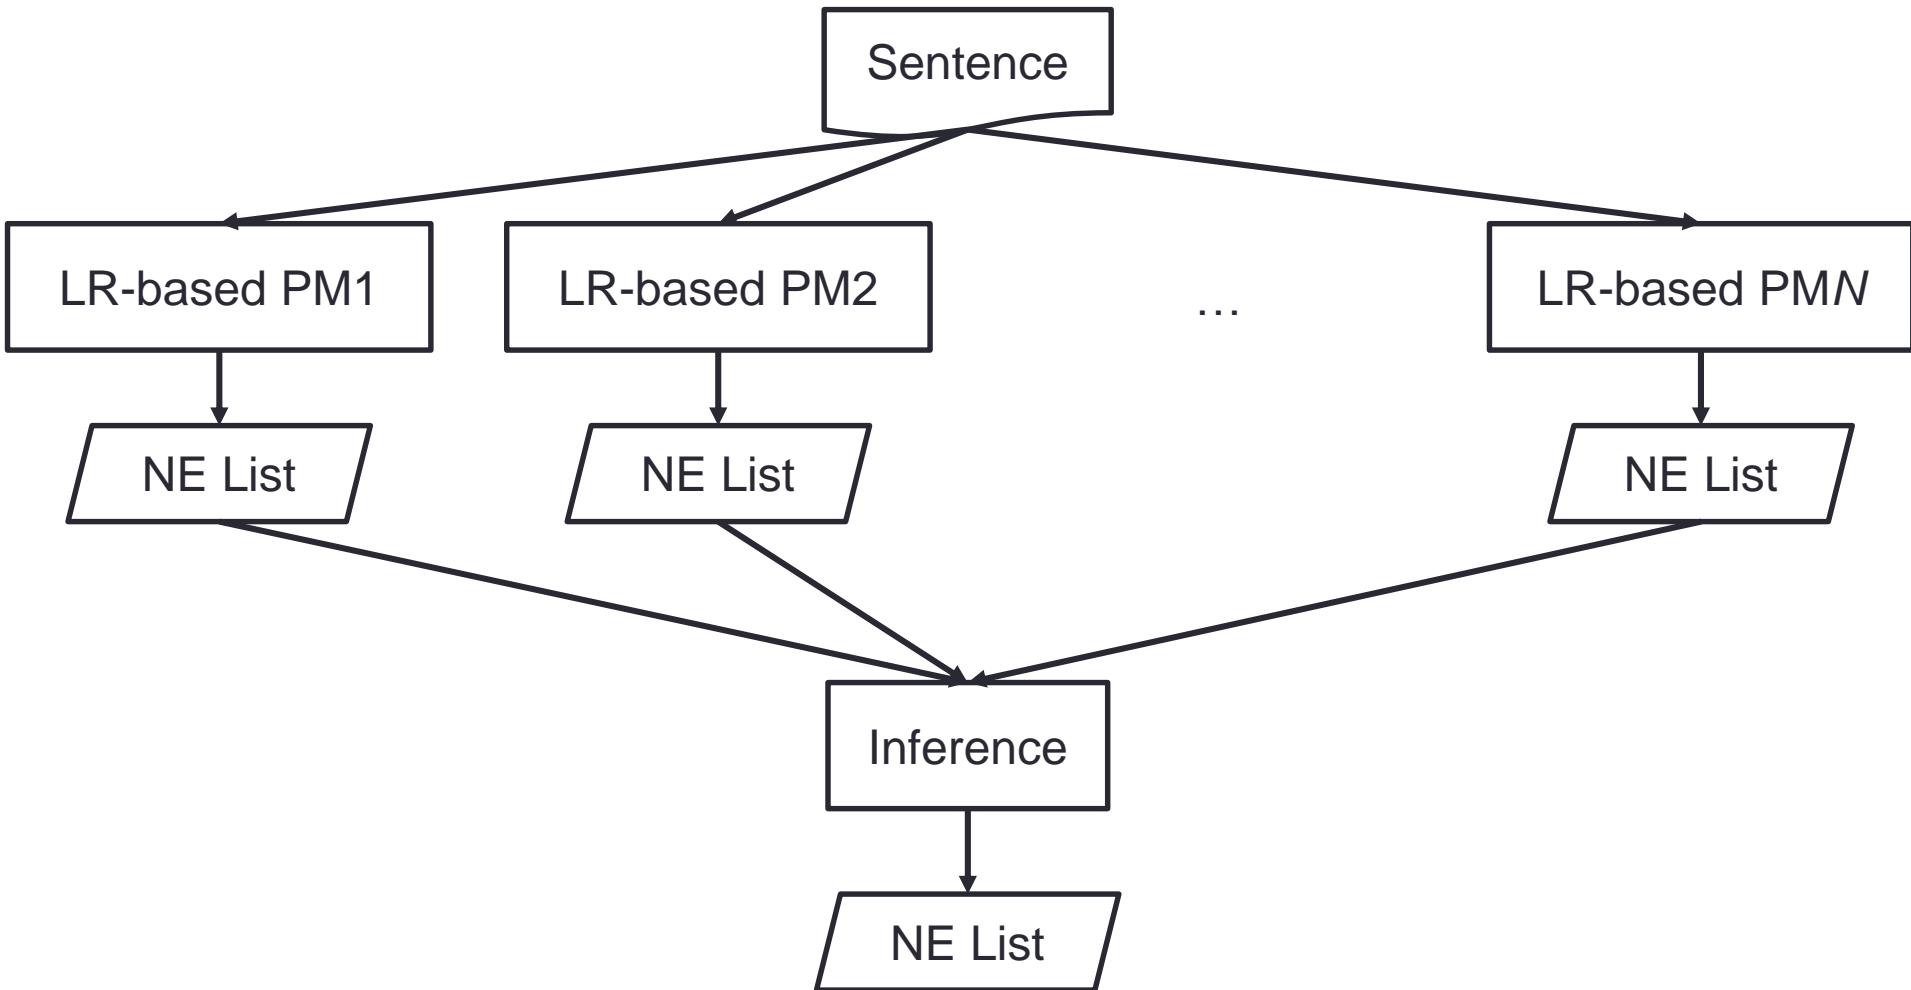 Sentence
LR-based PM1
LR-based PM2
…
LR-based PMN
NE List
NE List
NE List
Inference
NE List